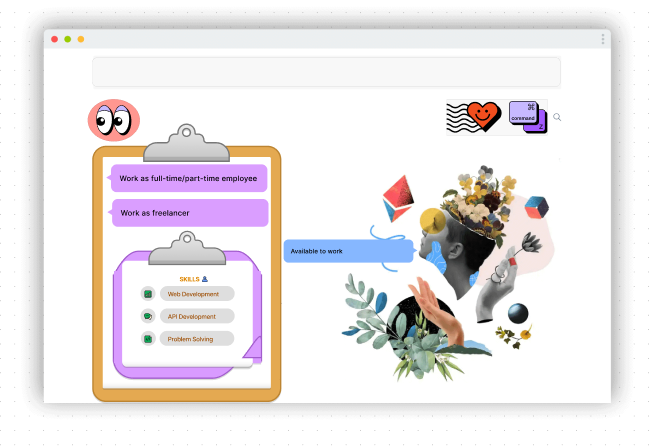 ⌘
command
Z
Work as full-time/part-time employee
Work as freelancer
Available to work
SKILLS
Web Development
API Development
Problem Solving